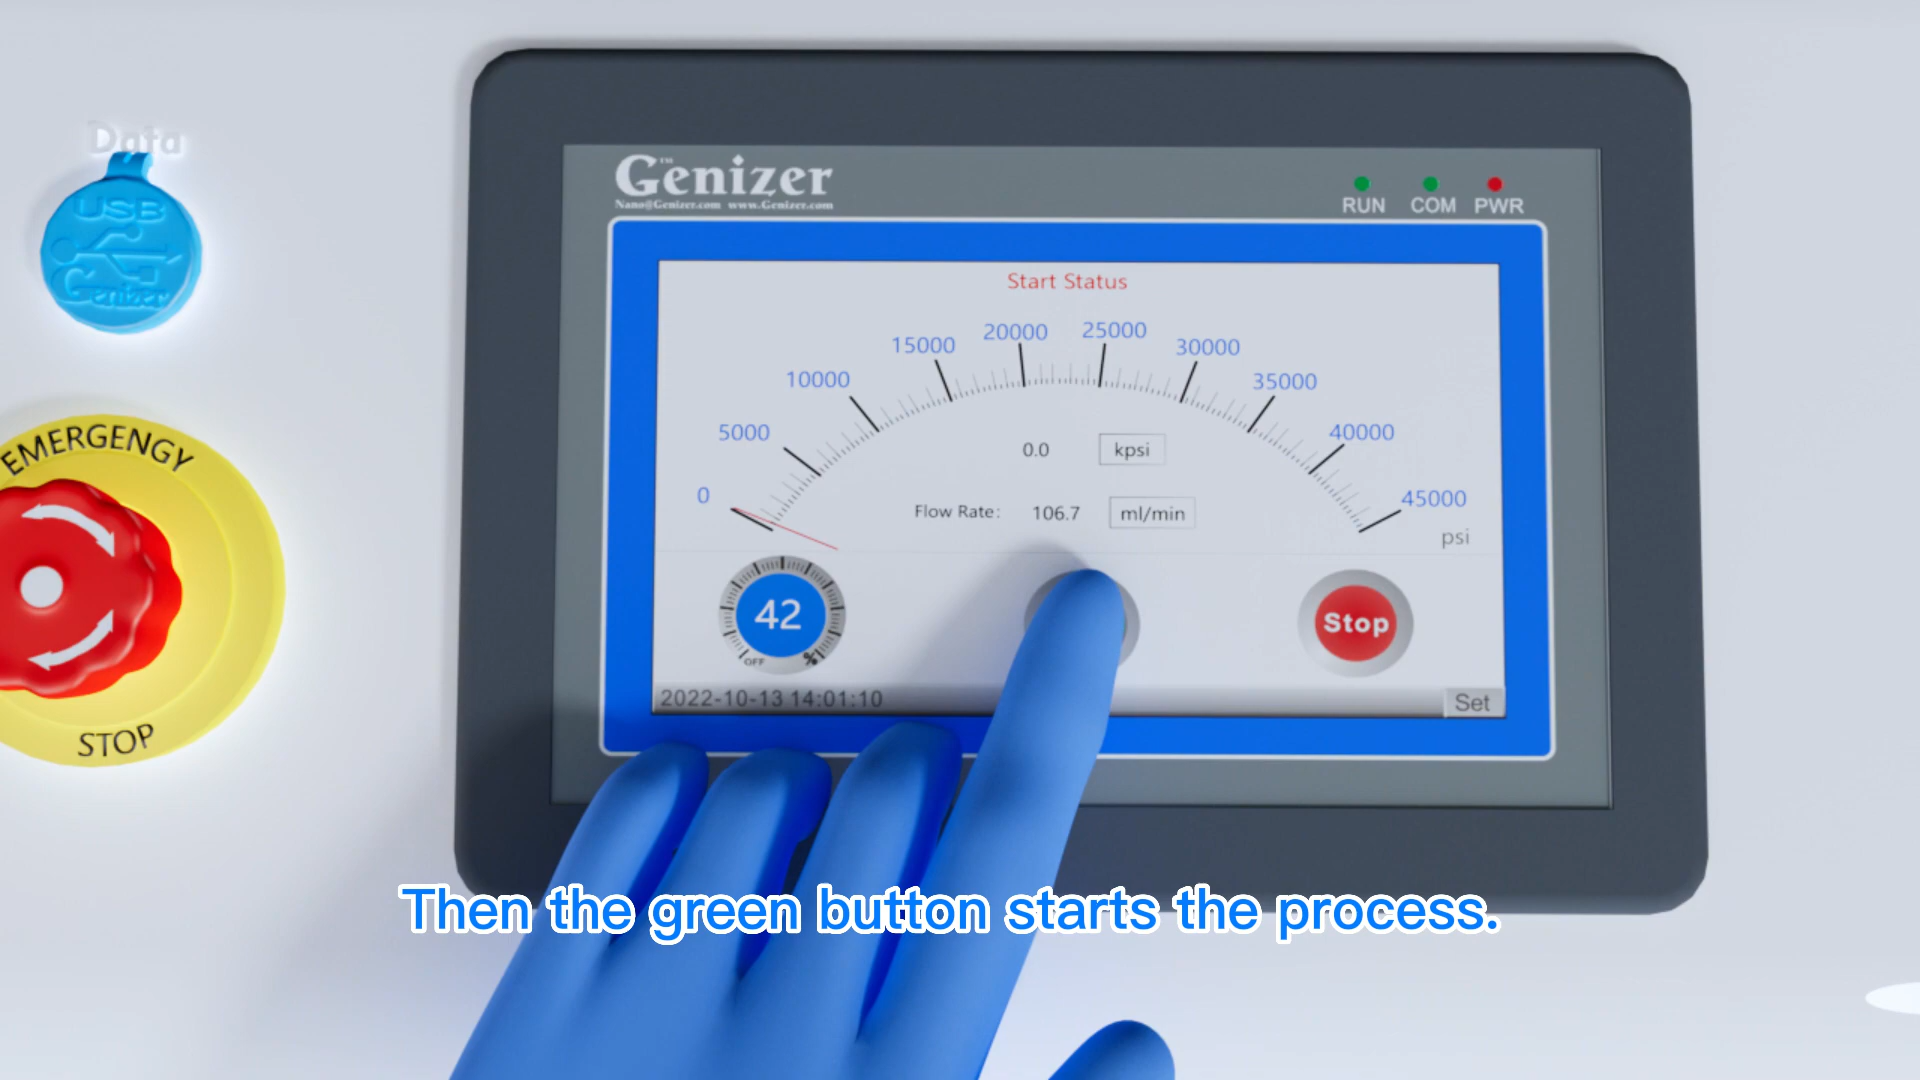 Data
USB
Genizer
EMERGENGY
STOP
Genizer™
Nano@Genizer.com www.Genizer.com
RUN COM PWR
Start Status
0 5000 10000 15000 20000 25000 30000 35000 40000 45000
psi
0.0 kpsi
Flow Rate: 106.7 ml/min
42
OFF %
Stop
2022-10-13 14:01:10
Set
Then the green button starts the process.